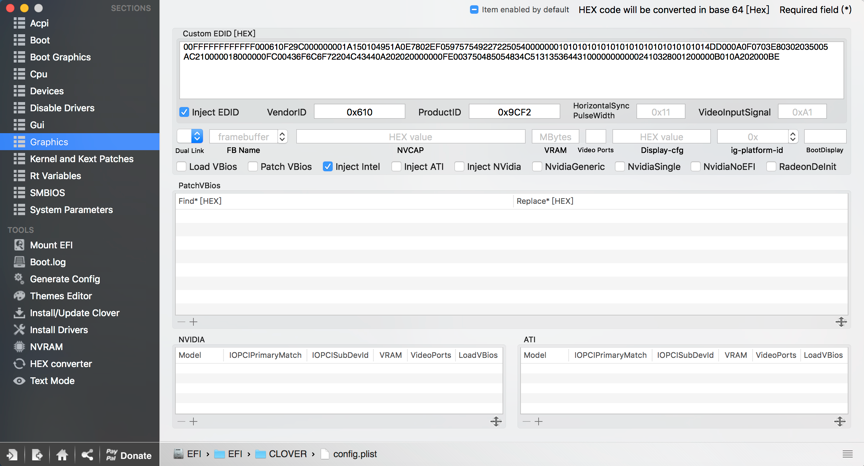 SECTIONS
Item enabled by default
HEX code will be converted in base 64 [Hex]
Required field (*)
Acpi
Boot
Boot Graphics
Cpu
Devices
Disable Drivers
Gui
Graphics
Kernel and Kext Patches
Rt Variables
SMBIOS
System Parameters
TOOLS
Mount EFI
Boot.log
Generate Config
Themes Editor
Install/Update Clover
Install Drivers
NVRAM
HEX converter
Text Mode
Pay Pal Donate
Custom EDID [HEX]
00FFFFFFFFFFFF000610F29C000000001A150104951A0E7802EF05975754922722505400000001010101010101010101010101010101014DD000A0F0703E80302035005
AC210000018000000FC00436F6C6F72204C43440A202020000000FE003750485054834C51313536443100000000000241032800120000​0B010A202000BE
Inject EDID
VendorID
0x610
ProductID
0x9CF2
HorizontalSync
PulseWidth
0x11
VideoInputSignal
0xA1
framebuffer
HEX value
MBytes
HEX value
0x
Dual Link
FB Name
NVCAP
VRAM
Video Ports
Display-cfg
ig-platform-id
BootDisplay
Load VBios
Patch VBios
Inject Intel
Inject ATI
Inject NVidia
NvidiaGeneric
NvidiaSingle
NvidiaNoEFI
RadeonDeInit
PatchVBios
Find* [HEX]
Replace* [HEX]
NVIDIA
Model
IOPCIPrimaryMatch
IOPCISubDevId
VRAM
VideoPorts
LoadVBios
ATI
Model
IOPCIPrimaryMatch
IOPCISubDevId
VRAM
VideoPorts
LoadVBios
EFI › EFI › CLOVER › config.plist